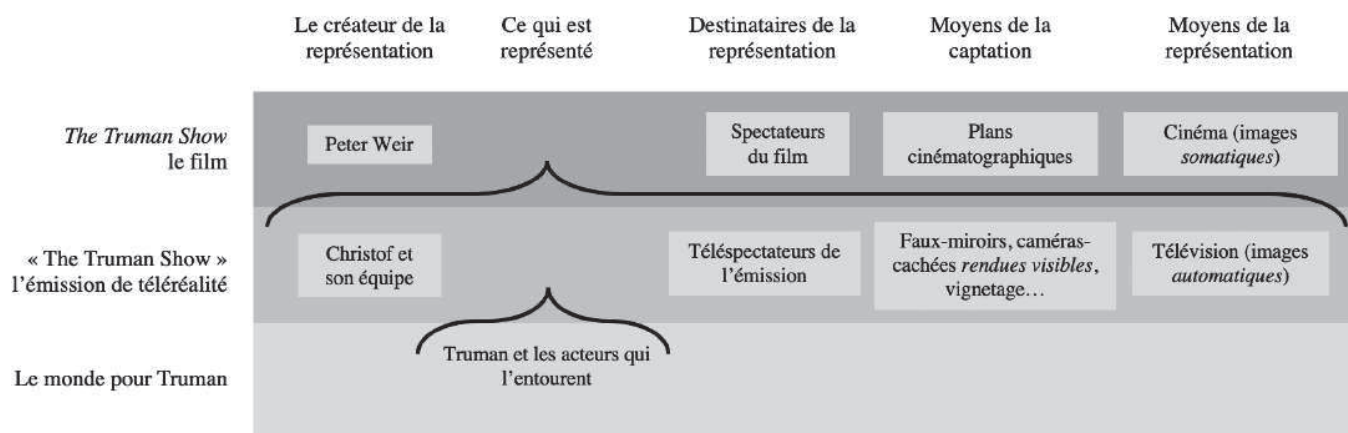 Le créateur de la
représentation
Ce qui est
représenté
Destinataires de la
représentation
Moyens de la
captation
Moyens de la
représentation
The Truman Show
le film
Peter Weir
Spectateurs
du film
Plans
cinématographiques
Cinéma (images
somatiques)
« The Truman Show »
l’émission de téléréalité
Christof et
son équipe
Téléspectateurs de
l’émission
Faux-miroirs, caméras-
cachées rendues visibles,
vignetage…
Télévision (images
automatiques)
Le monde pour Truman
Truman et les acteurs qui
l’entourent